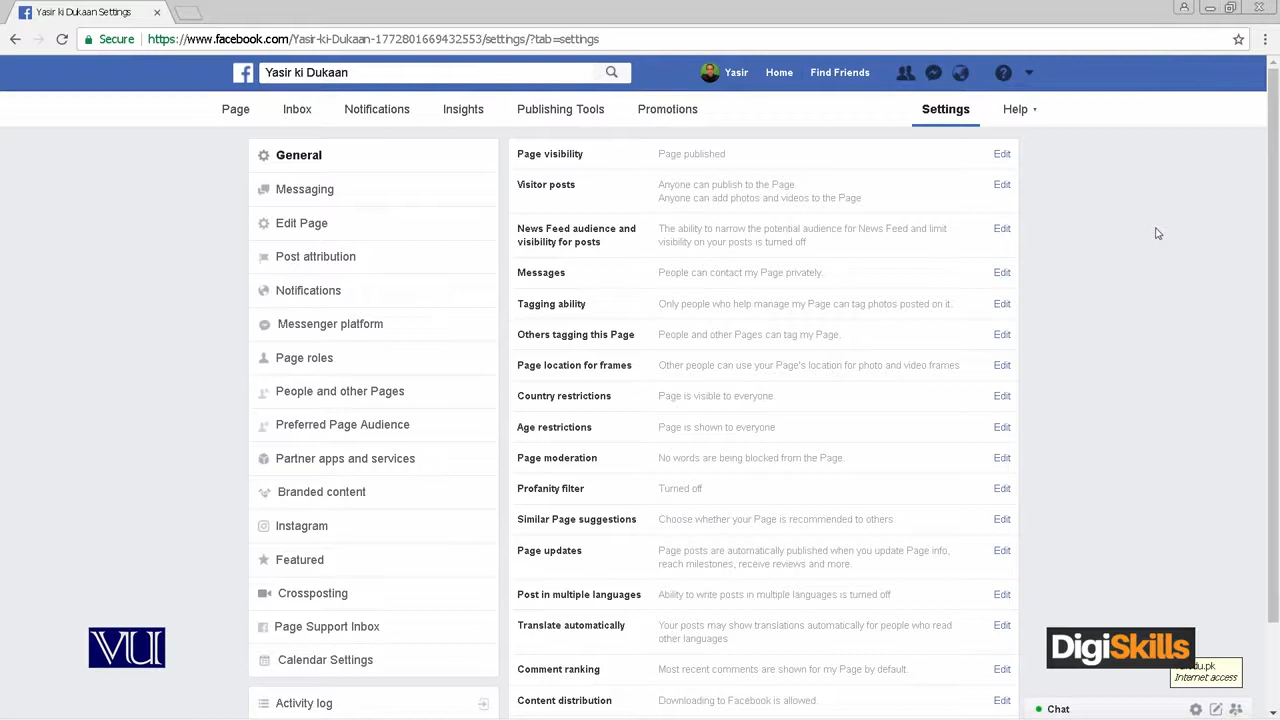 Yasir ki Dukaan Settings
Secure https://www.facebook.com/Yasir-ki-Dukaan-1772801669432553/settings/?tab=settings
Yasir ki Dukaan
Yasir Home Find Friends
Page Inbox Notifications Insights Publishing Tools Promotions Settings Help
General
Messaging
Edit Page
Post attribution
Notifications
Messenger platform
Page roles
People and other Pages
Preferred Page Audience
Partner apps and services
Branded content
Instagram
Featured
Crossposting
Page Support Inbox
Calendar Settings
Activity log
Page visibility Page published Edit
Visitor posts Anyone can publish to the Page Edit
Anyone can add photos and videos to the Page
News Feed audience and The ability to narrow the potential audience for News Feed and limit Edit
visibility for posts visibility on your posts is turned off
Messages People can contact my Page privately. Edit
Tagging ability Only people who help manage my Page can tag photos posted on it. Edit
Others tagging this Page People and other Pages can tag my Page. Edit
Page location for frames Other people can use your Page's location for photo and video frames Edit
Country restrictions Page is visible to everyone. Edit
Age restrictions Page is shown to everyone Edit
Page moderation No words are being blocked from the Page. Edit
Profanity filter Turned off Edit
Similar Page suggestions Choose whether your Page is recommended to others Edit
Page updates Page posts are automatically published when you update Page info, Edit
reach milestones, receive reviews and more.
Post in multiple languages Ability to write posts in multiple languages is turned off Edit
Translate automatically Your posts may show translations automatically for people who read Edit
other languages
Comment ranking Most recent comments are shown for my Page by default. Edit
Content distribution Downloading to Facebook is allowed. Edit
VU
DigiSkills
Internet access
Chat